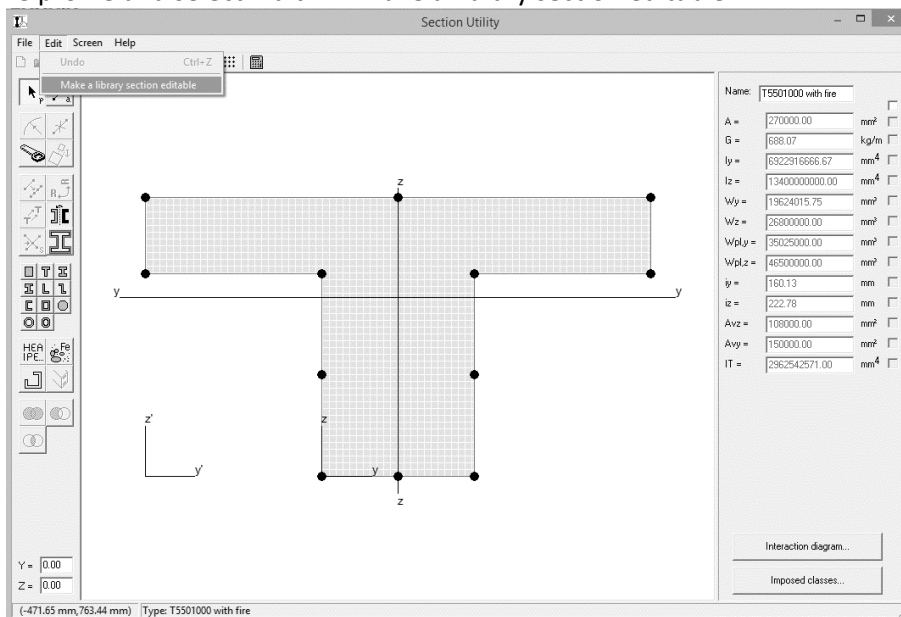 Section Utility
File Edit Screen Help
Undo Ctrl+Z
Make a library section editable
Name: T5501000 with fire
A = 270000.00 mm²
G = 688.07 kg/m
Iy = 6922916666.67 mm4
Iz = 13400000000.00 mm4
Wy = 19624015.75 mm³
Wz = 26800000.00 mm³
Wpl,y = 35025000.00 mm³
Wpl,z = 46500000.00 mm³
iy = 160.13 mm
iz = 222.78 mm
Avz = 108000.00 mm²
Avy = 150000.00 mm²
IT = 2962542571.00 mm4
z
y y
z' z
y' y
z
HEA
IPE...
Fe
Y = 0.00
Z = 0.00
Interaction diagram...
Imposed classes...
(-471.65 mm,763.44 mm) Type: T5501000 with fire